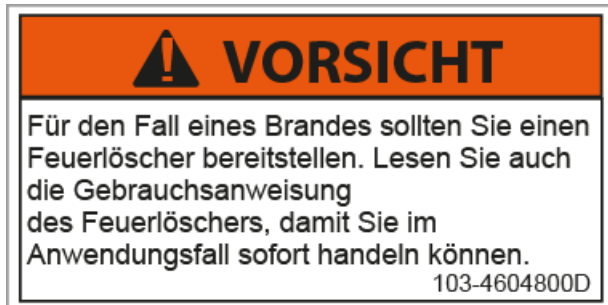 VORSICHT
Für den Fall eines Brandes sollten Sie einen
Feuerlöscher bereitstellen. Lesen Sie auch
die Gebrauchsanweisung
des Feuerlöschers, damit Sie im
Anwendungsfall sofort handeln können.
103-4604800D